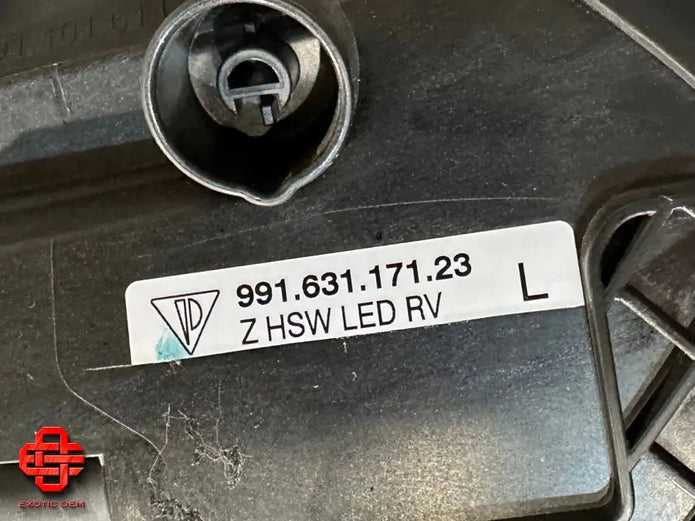 991.631.171.23
Z HSW LED RV
L
EXOTIC OEM